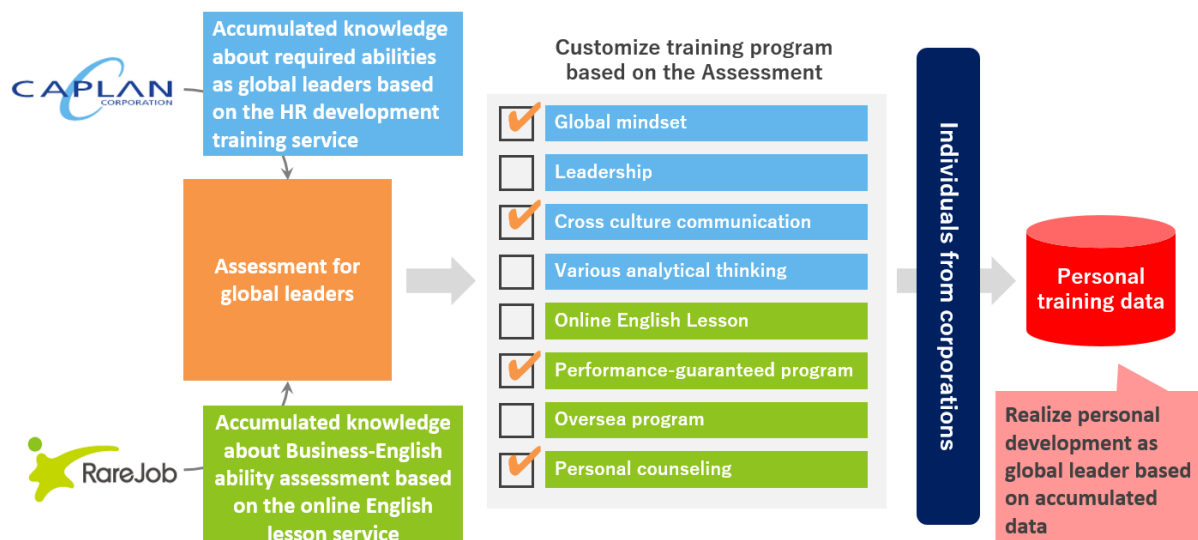 CAPLAN
CORPORATION
Accumulated knowledge
about required abilities
as global leaders based
on the HR development
training service
Assessment for
global leaders
RareJob
Accumulated knowledge
about Business-English
ability assessment based
on the online English
lesson service
Customize training program
based on the Assessment
Global mindset
Leadership
Cross culture communication
Various analytical thinking
Online English Lesson
Performance-guaranteed program
Oversea program
Personal counseling
Individuals from corporations
Personal
training data
Realize personal
development as
global leader based
on accumulated
data